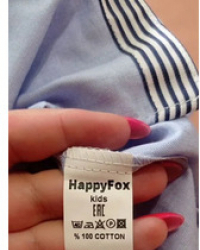 HappyFox
kids
EAC
% 100 COTTON